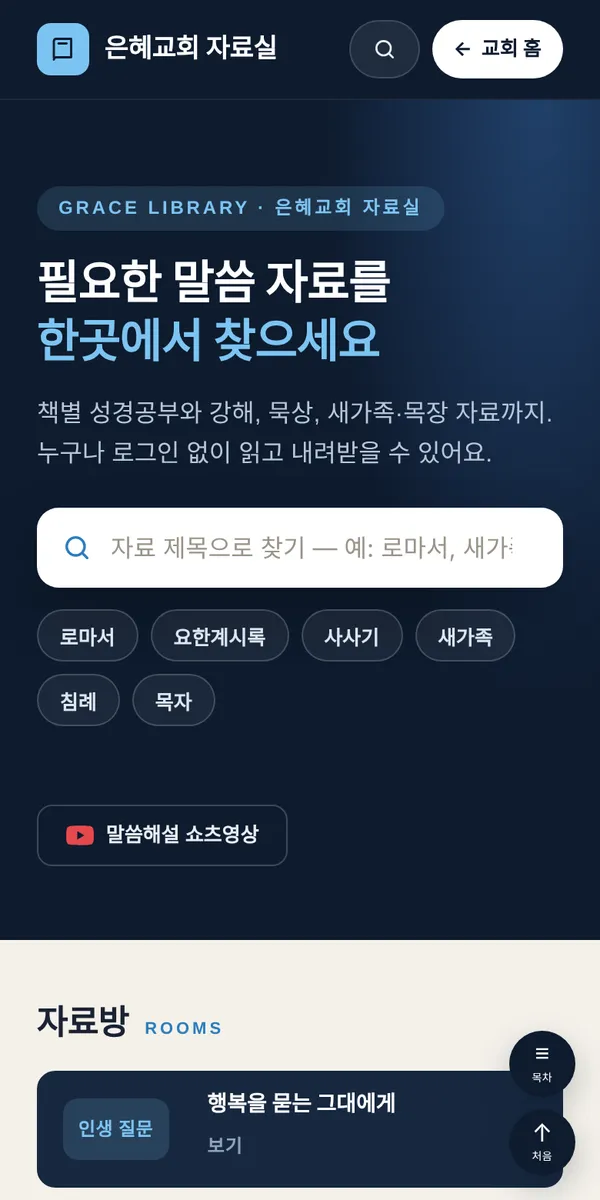 은혜교회 자료실
← 교회 홈
GRACE LIBRARY · 은혜교회 자료실
필요한 말씀 자료를
한곳에서 찾으세요
책별 성경공부와 강해, 묵상, 새가족·목장 자료까지.
누구나 로그인 없이 읽고 내려받을 수 있어요.
자료 제목으로 찾기 — 예: 로마서, 새가
로마서 요한계시록 사사기 새가족
침례 목자
말씀해설 쇼츠영상
자료방 ROOMS
목차
행복을 묻는 그대에게
인생 질문
보기
처음